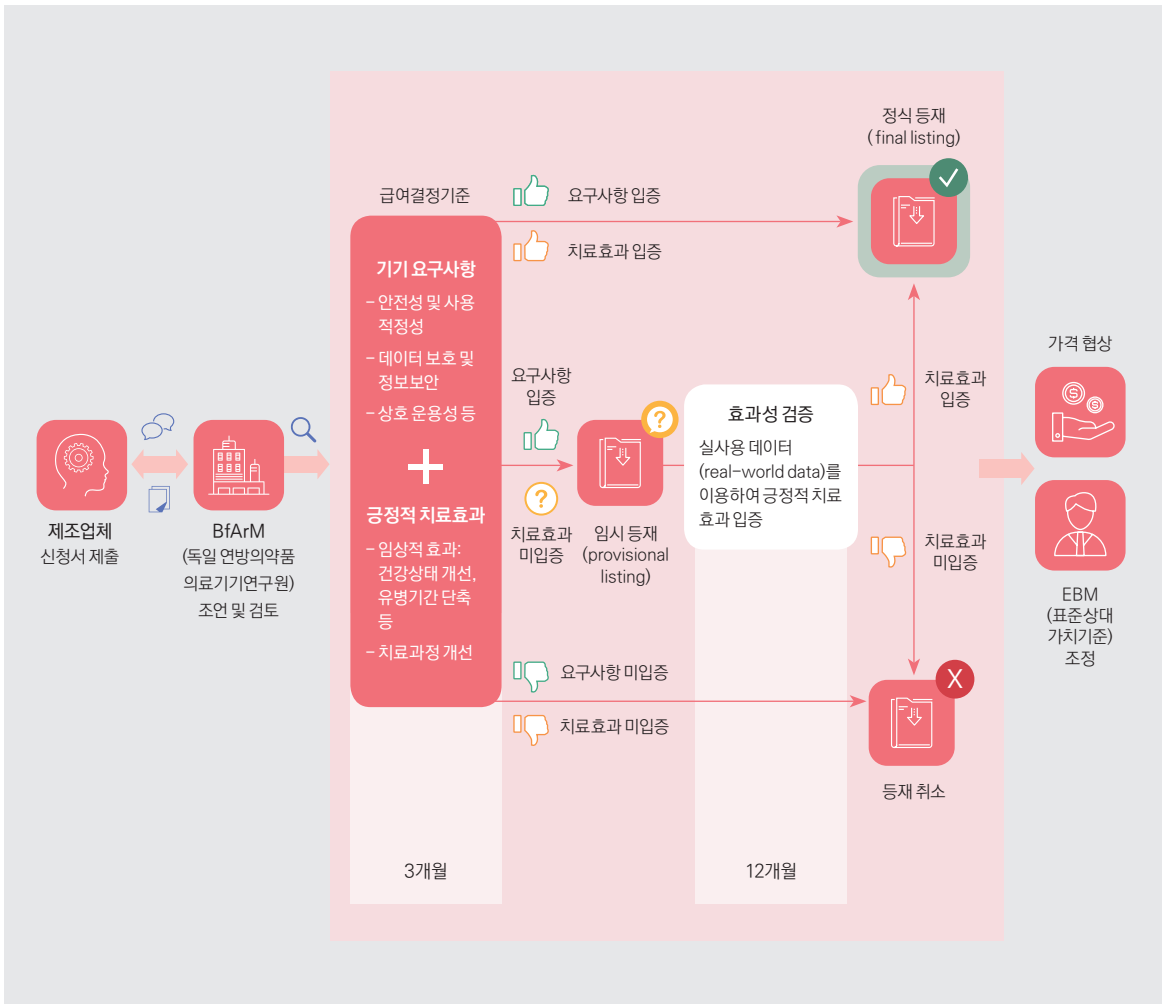 제조업체
신청서 제출
BfArM
(독일 연방의약품
의료기기연구원)
조언 및 검토
급여결정기준
기기 요구사항
- 안전성 및 사용
적정성
- 데이터 보호 및
정보보안
- 상호 운용성 등
+
긍정적 치료효과
- 임상적 효과:
건강상태 개선,
유병기간 단축
등
- 치료과정 개선
3개월
요구사항 입증
치료효과 입증
요구사항
입증
?
치료효과
미입증
요구사항 미입증
치료효과 미입증
?
임시 등재
(provisional
listing)
효과성 검증
실사용 데이터
(real-world data)를
이용하여 긍정적 치료
효과 입증
12개월
정식 등재
(final listing)
치료효과
입증
치료효과
미입증
X
등재 취소
가격 협상
$
$
EBM
(표준상대
가치기준)
조정